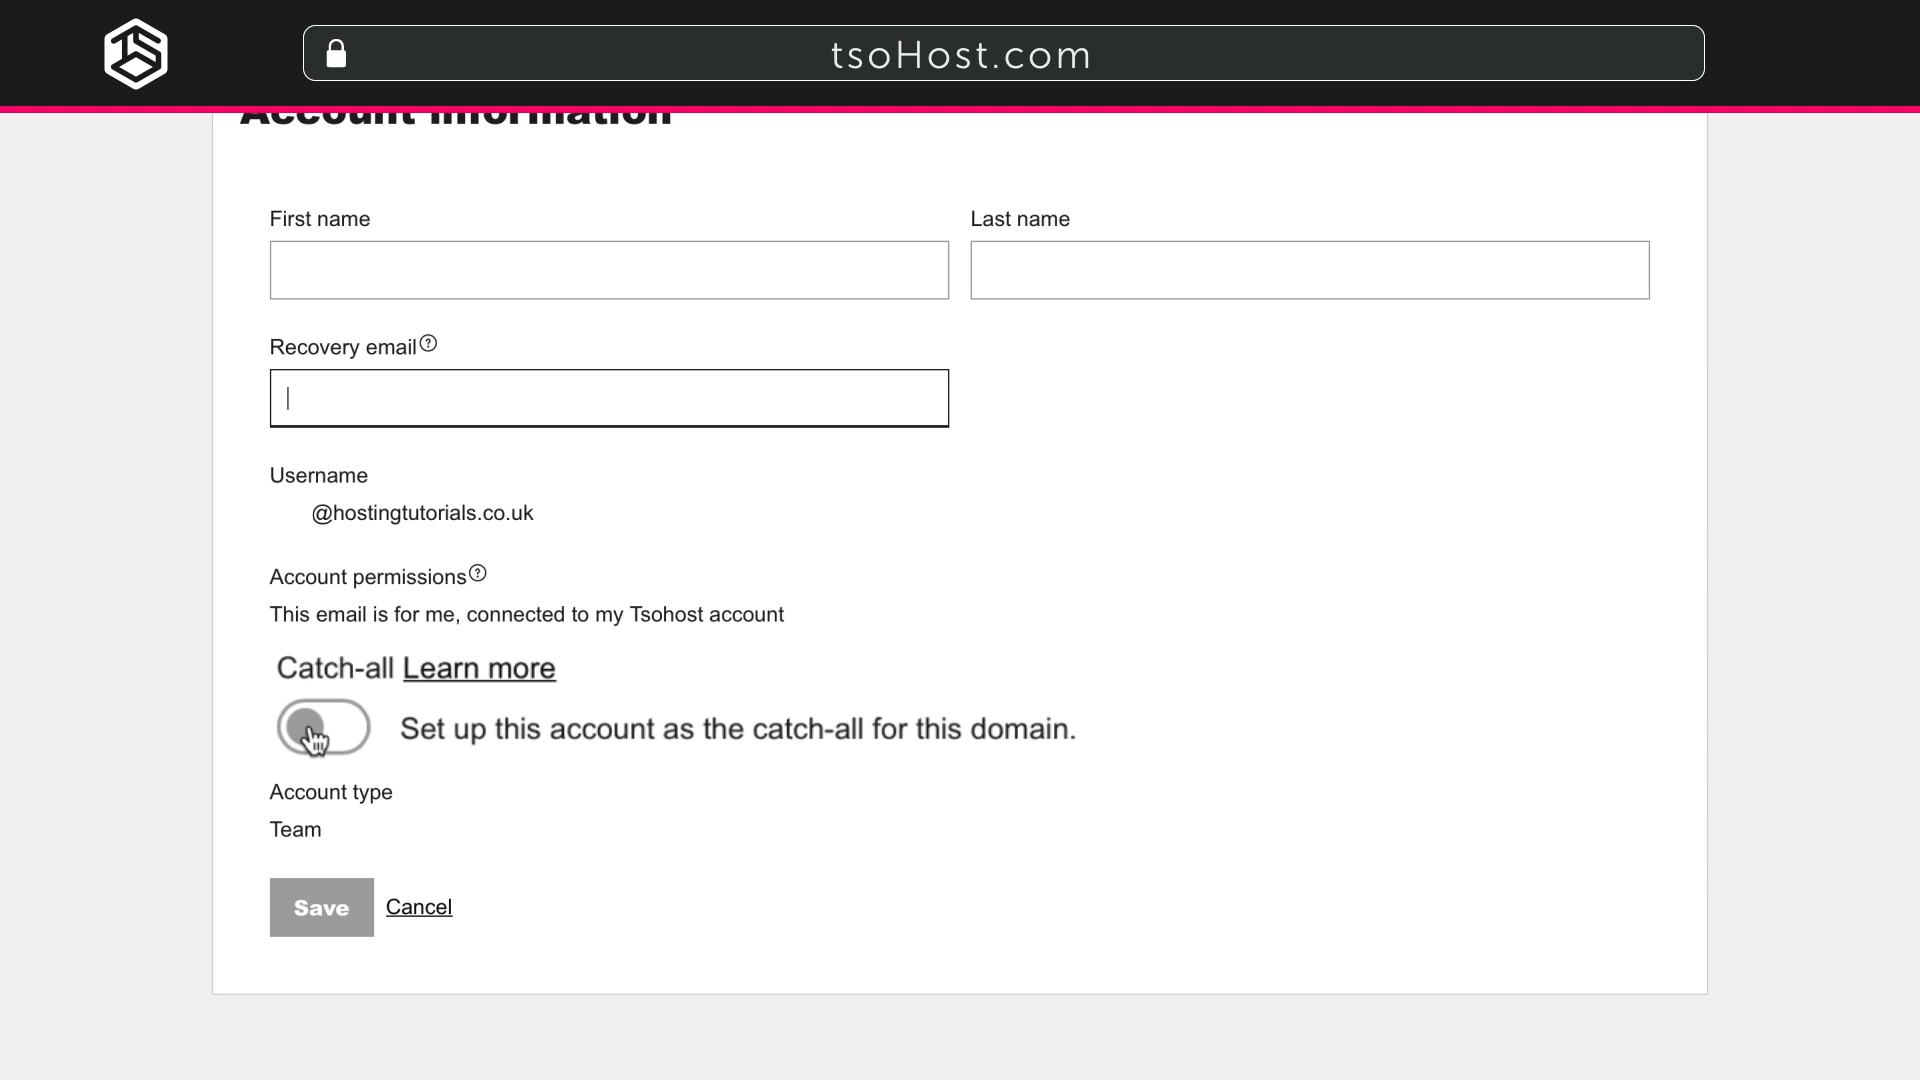 tsoHost.com
Account information
First name
Last name
Recovery email
Username
@hostingtutorials.co.uk
Account permissions
This email is for me, connected to my Tsohost account
Catch-all Learn more
Set up this account as the catch-all for this domain.
Account type
Team
Save Cancel